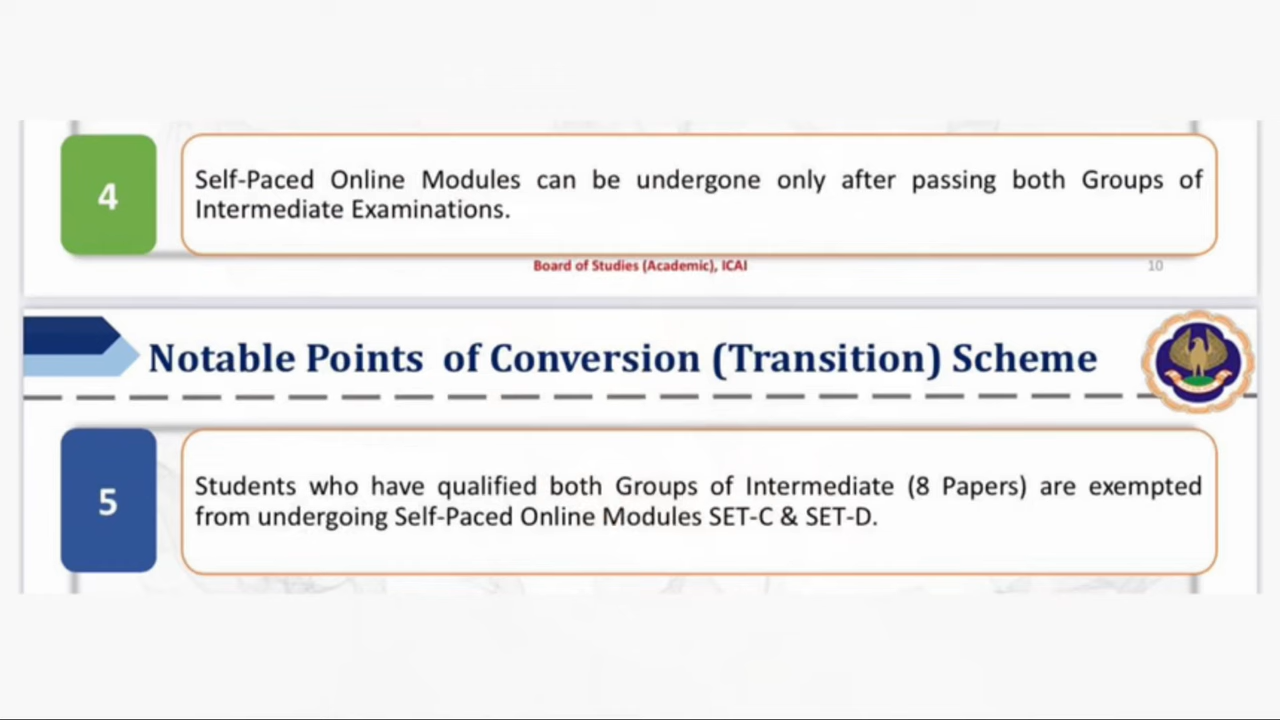 4
Self-Paced Online Modules can be undergone only after passing both Groups of
Intermediate Examinations.
Board of Studies (Academic), ICAI
10
Notable Points of Conversion (Transition) Scheme
5
Students who have qualified both Groups of Intermediate (8 Papers) are exempted
from undergoing Self-Paced Online Modules SET-C & SET-D.